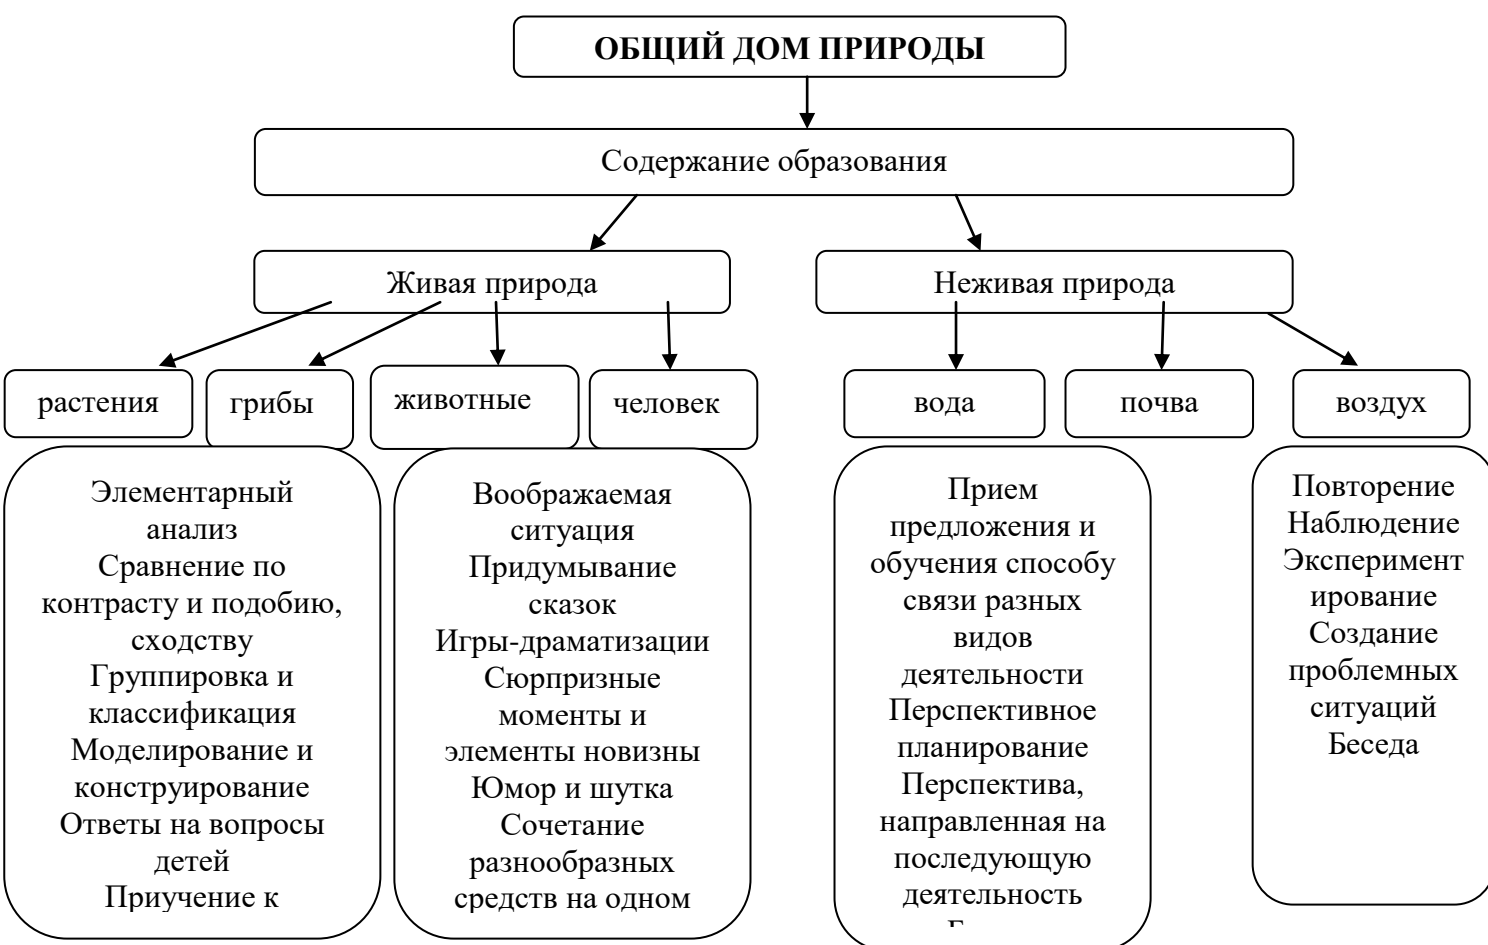 ОБЩИЙ ДОМ ПРИРОДЫ
Содержание образования
Живая природа
Неживая природа
растения
грибы
животные
человек
вода
почва
воздух
Элементарный
анализ
Сравнение по
контрасту и подобию,
сходству
Группировка и
классификация
Моделирование и
конструирование
Ответы на вопросы
детей
Приучение к
Воображаемая
ситуация
Придумывание
сказок
Игры-драматизации
Сюрпризные
моменты и
элементы новизны
Юмор и шутка
Сочетание
разнообразных
средств на одном
Прием
предложения и
обучения способу
связи разных
видов
деятельности
Перспективное
планирование
Перспектива,
направленная на
последующую
деятельность
Повторение
Наблюдение
Эксперимент
ирование
Создание
проблемных
ситуаций
Беседа